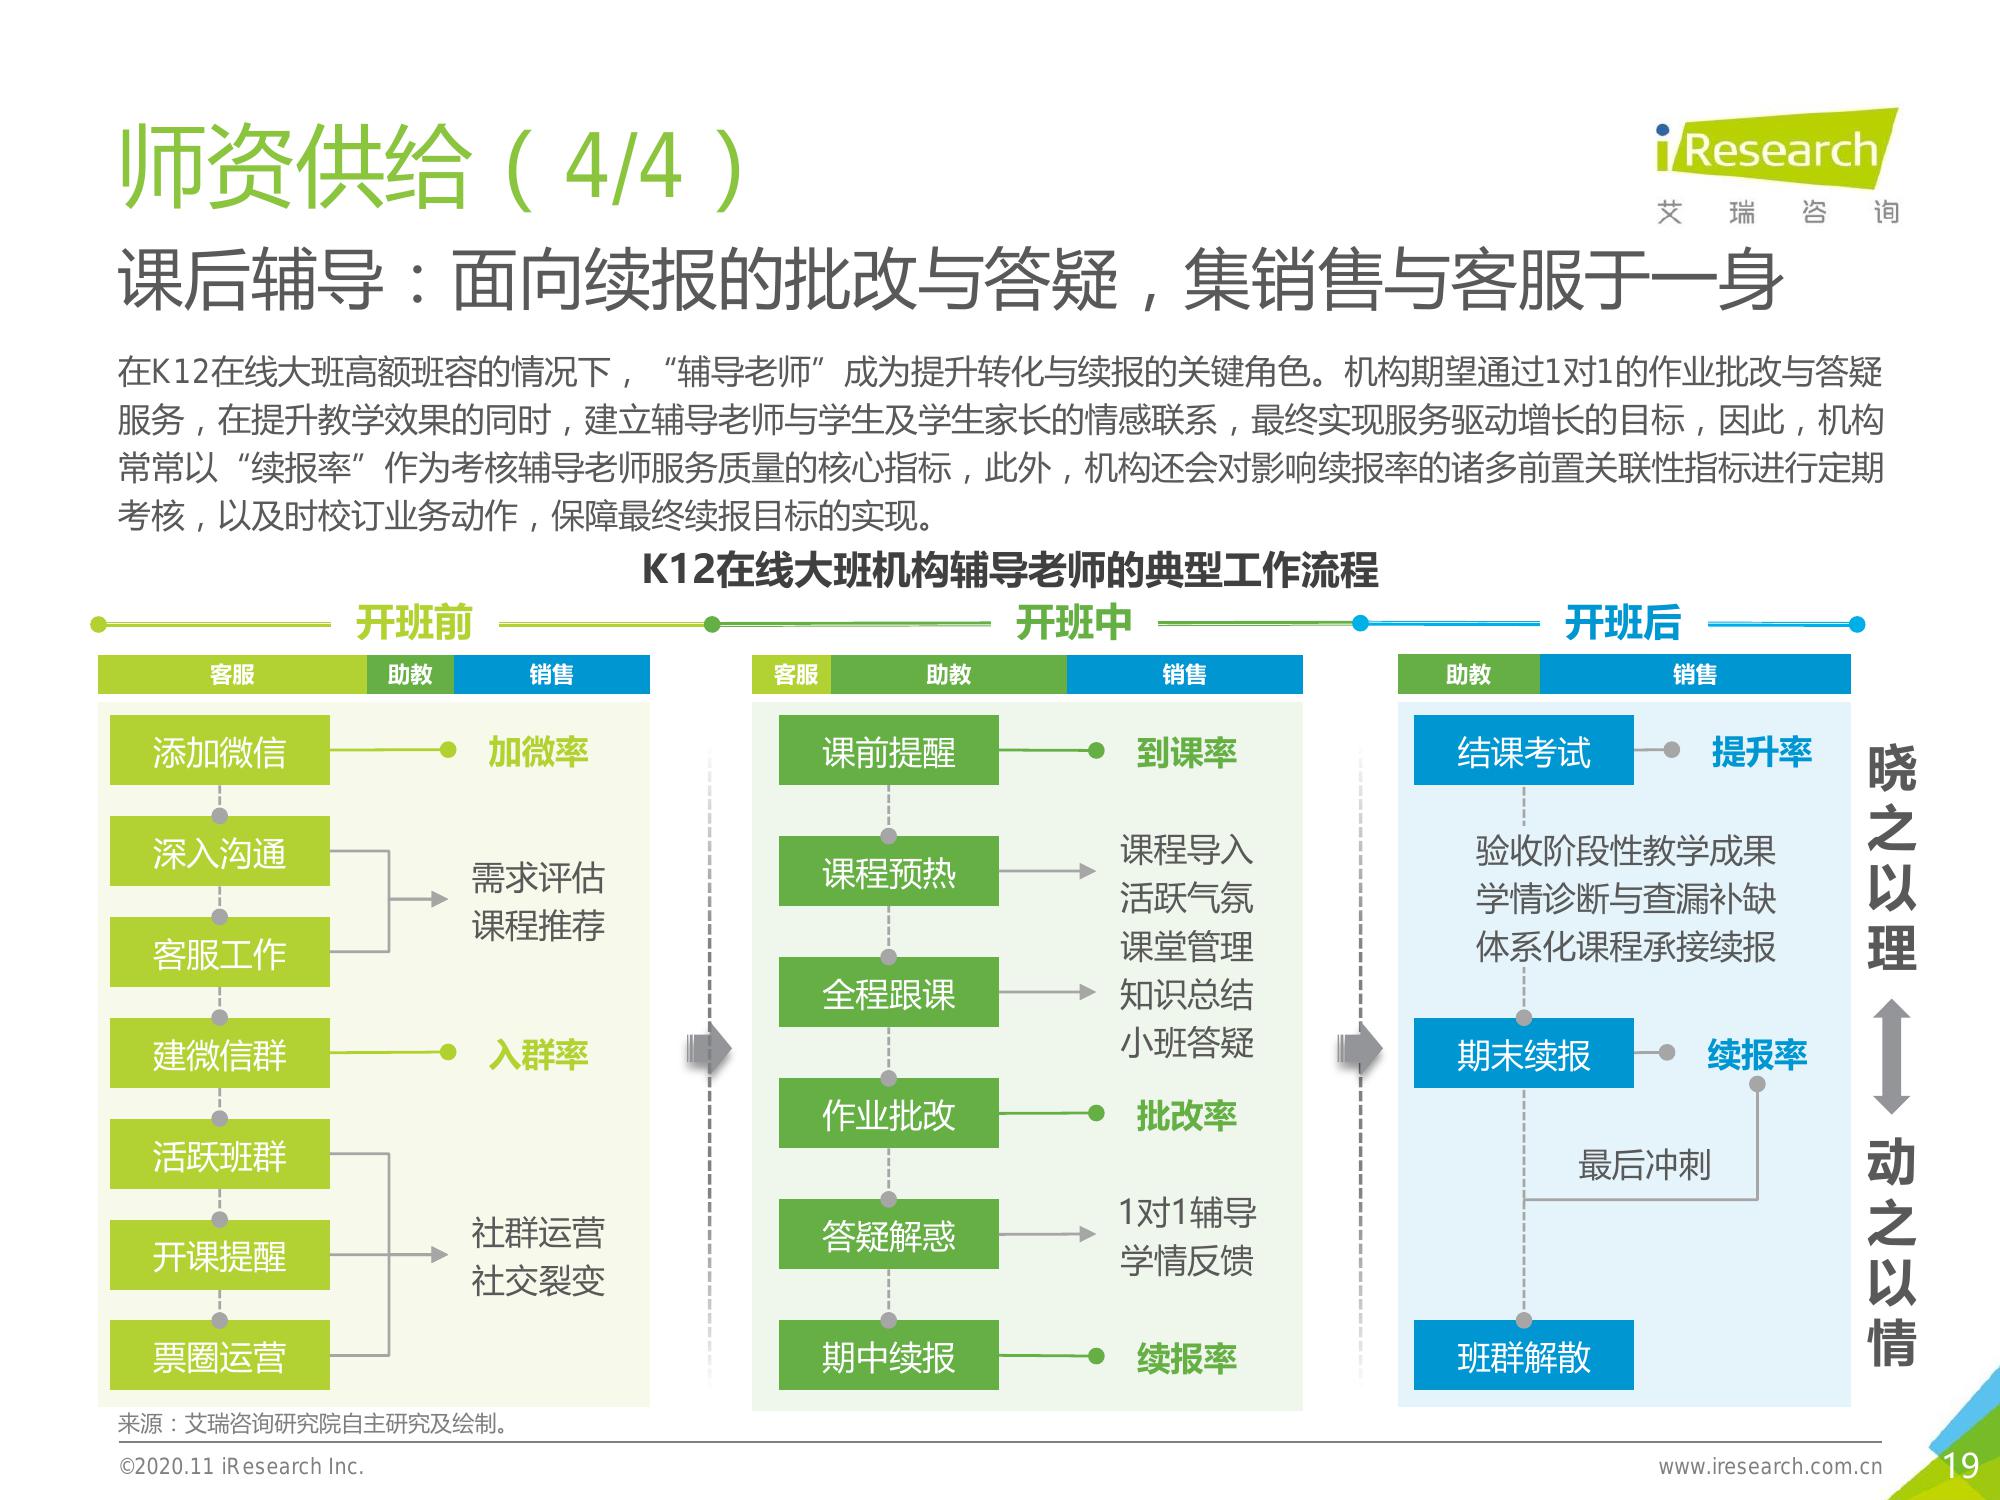 师资供给（4/4）
iResearch
艾瑞咨询
课后辅导：面向续报的批改与答疑，集销售与客服于一身
在K12在线大班高额班容的情况下，“辅导老师”成为提升转化与续报的关键角色。机构期望通过1对1的作业批改与答疑
服务，在提升教学效果的同时，建立辅导老师与学生及学生家长的情感联系，最终实现服务驱动增长的目标，因此，机构
常常以“续报率”作为考核辅导老师服务质量的核心指标，此外，机构还会对影响续报率的诸多前置关联性指标进行定期
考核，以及时校订业务动作，保障最终续报目标的实现。
K12在线大班机构辅导老师的典型工作流程
开班前
客服 助教 销售
添加微信
加微率
深入沟通
客服工作
需求评估
课程推荐
建微信群
入群率
活跃班群
开课提醒
票圈运营
社群运营
社交裂变
开班中
客服 助教 销售
课前提醒
到课率
课程预热
全程跟课
课程导入
活跃气氛
课堂管理
知识总结
小班答疑
作业批改
批改率
答疑解惑
1对1辅导
学情反馈
期中续报
续报率
开班后
助教 销售
结课考试
提升率
验收阶段性教学成果
学情诊断与查漏补缺
体系化课程承接续报
期末续报
续报率
最后冲刺
班群解散
晓之以理
动之以情
来源：艾瑞咨询研究院自主研究及绘制。
©2020.11 iResearch Inc.
www.iresearch.com.cn
19